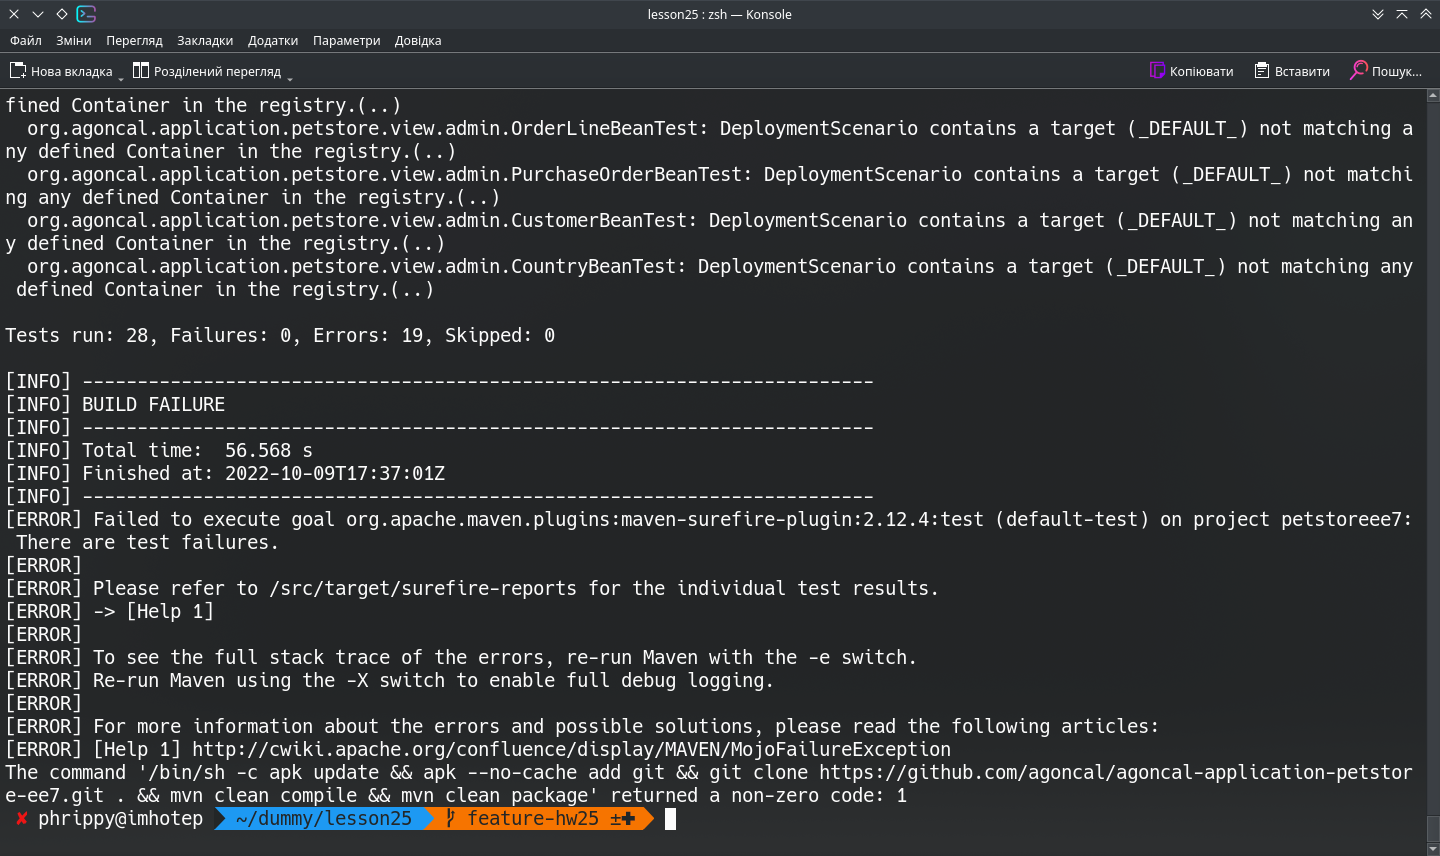 lesson25 : zsh — Konsole
Файл Зміни Перегляд Закладки Додатки Параметри Довідка
Нова вкладка Розділений перегляд Копіювати Вставити Пошук...
fined Container in the registry.(..)
  org.agoncal.application.petstore.view.admin.OrderLineBeanTest: DeploymentScenario contains a target (_DEFAULT_) not matching a
ny defined Container in the registry.(..)
  org.agoncal.application.petstore.view.admin.PurchaseOrderBeanTest: DeploymentScenario contains a target (_DEFAULT_) not matchi
ng any defined Container in the registry.(..)
  org.agoncal.application.petstore.view.admin.CustomerBeanTest: DeploymentScenario contains a target (_DEFAULT_) not matching an
y defined Container in the registry.(..)
  org.agoncal.application.petstore.view.admin.CountryBeanTest: DeploymentScenario contains a target (_DEFAULT_) not matching any
 defined Container in the registry.(..)

Tests run: 28, Failures: 0, Errors: 19, Skipped: 0

[INFO] ------------------------------------------------------------------------
[INFO] BUILD FAILURE
[INFO] ------------------------------------------------------------------------
[INFO] Total time:  56.568 s
[INFO] Finished at: 2022-10-09T17:37:01Z
[INFO] ------------------------------------------------------------------------
[ERROR] Failed to execute goal org.apache.maven.plugins:maven-surefire-plugin:2.12.4:test (default-test) on project petstoreee7:
 There are test failures.
[ERROR]
[ERROR] Please refer to /src/target/surefire-reports for the individual test results.
[ERROR] -> [Help 1]
[ERROR]
[ERROR] To see the full stack trace of the errors, re-run Maven with the -e switch.
[ERROR] Re-run Maven using the -X switch to enable full debug logging.
[ERROR]
[ERROR] For more information about the errors and possible solutions, please read the following articles:
[ERROR] [Help 1] http://cwiki.apache.org/confluence/display/MAVEN/MojoFailureException
The command '/bin/sh -c apk update && apk --no-cache add git && git clone https://github.com/agoncal/agoncal-application-petstor
e-ee7.git . && mvn clean compile && mvn clean package' returned a non-zero code: 1
✘ phrippy@imhotep ~/dummy/lesson25 feature-hw25 ±✚